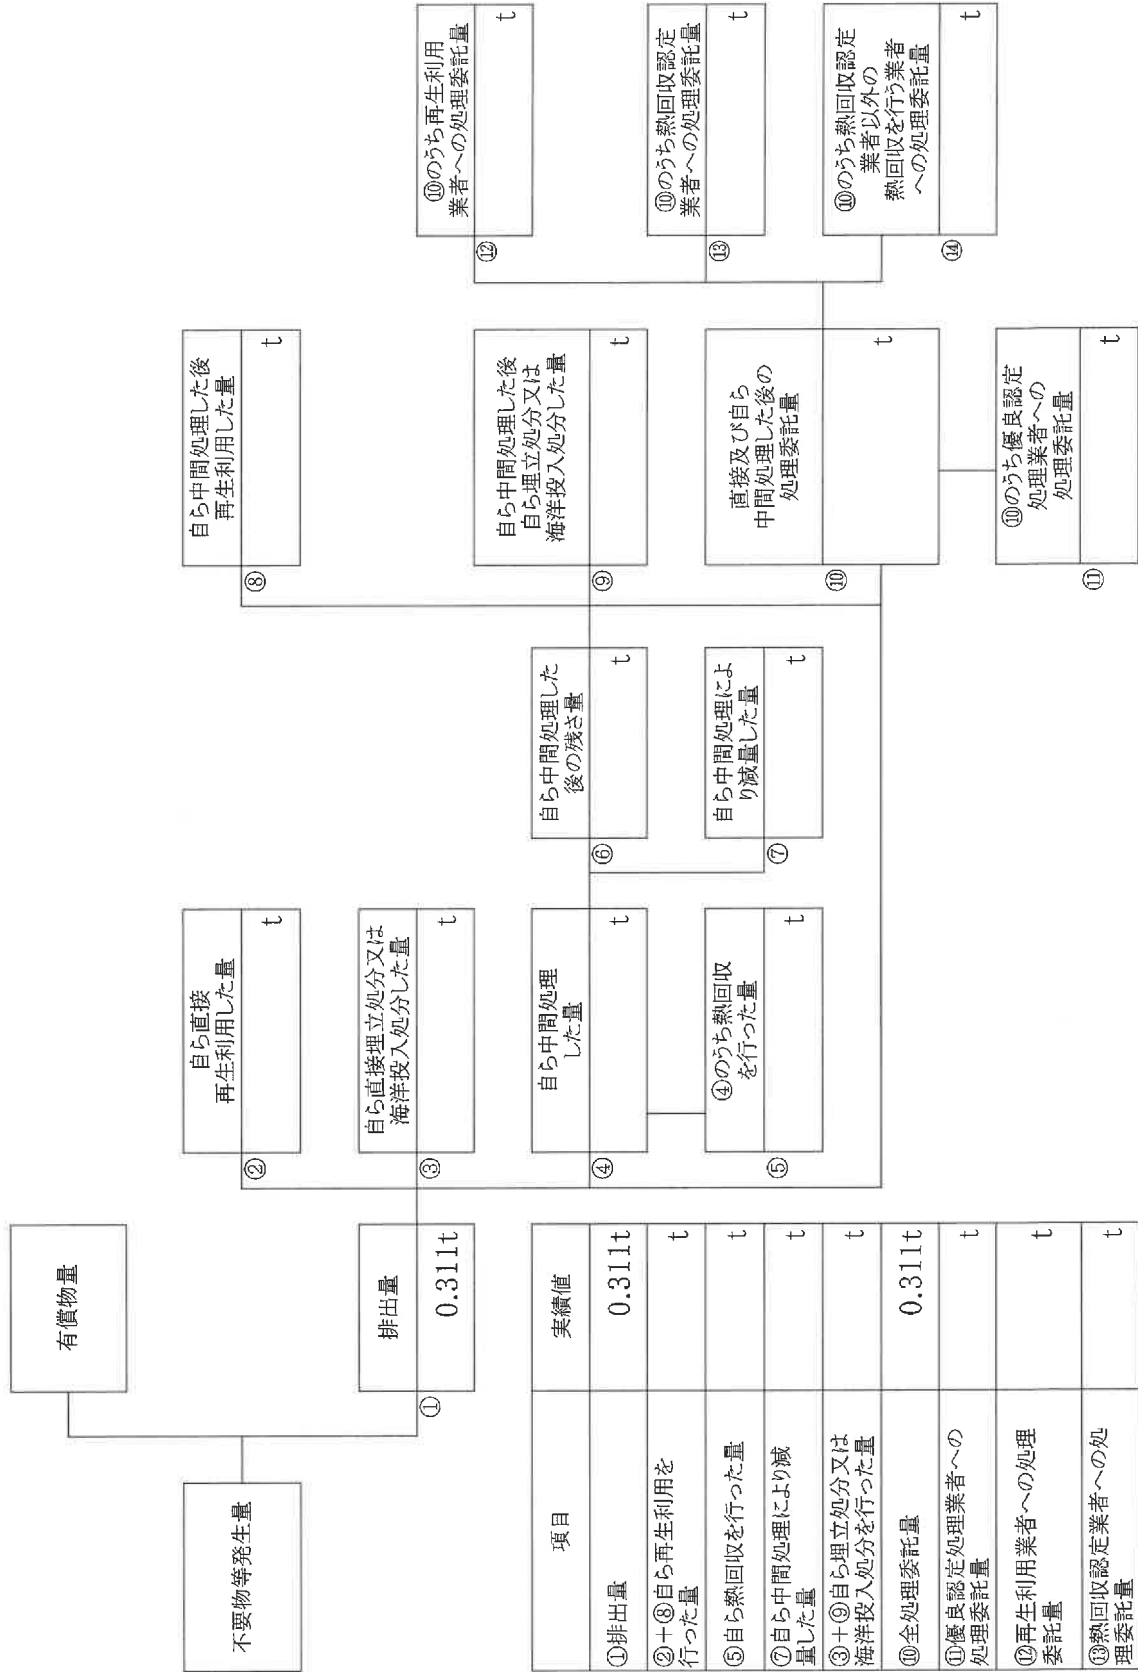 不要物等発生量
有償物量
排出量
①
0.311t
②
自ら直接
再生利用した量
t
③
自ら直接埋立処分又は
海洋投入処分した量
t
④
自ら中間処理
した量
t
⑤
④のうち熱回収
を行った量
t
⑥
自ら中間処理した
後の残さ量
t
⑦
自ら中間処理によ
り減量した量
t
⑧
自ら中間処理した後
再生利用した量
t
⑨
自ら中間処理した後
自ら埋立処分又は
海洋投入処分した量
t
⑩
直接及び自ら
中間処理した後の
処理委託量
t
⑪
⑩のうち優良認定
処理業者への
処理委託量
t
⑫
⑩のうち再生利用
業者への処理委託量
t
⑬
⑩のうち熱回収認定
業者への処理委託量
t
⑭
⑩のうち熱回収認定
業者以外の
熱回収を行う業者
への処理委託量
t
項目 実績値
①排出量 0.311t
②+⑧自ら再生利用を
行った量 t
⑤自ら熱回収を行った量 t
⑦自ら中間処理により減
量した量 t
③+⑨自ら埋立処分又は
海洋投入処分を行った量 t
⑩全処理委託量 0.311t
⑪優良認定処理業者への
処理委託量 t
⑫再生利用業者への処理
委託量 t
⑬熱回収認定業者への処
理委託量 t